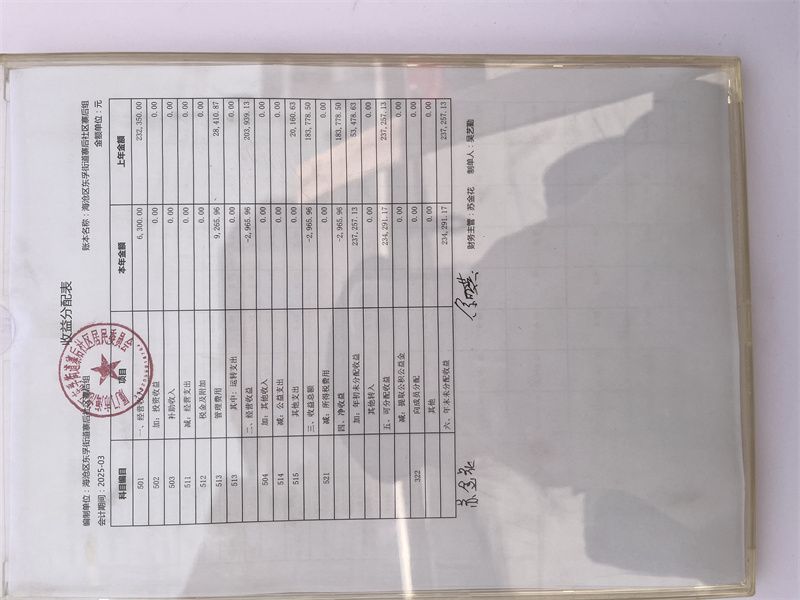 收益分配表
编制单位：海沧区东孚街道寨后社区寨后组 账本名称：海沧区东孚街道寨后社区寨后组
会计期间：2025-03 金额单位：元
科目编目 项目 本年金额 上年金额
501 一、经营收 6,300.00 232,350.00
502 加：投资收益 0.00 0.00
503 补助收入 0.00 0.00
511 减：经营支出 0.00 0.00
512 税金及附加 0.00 0.00
513 管理费用 9,265.96 28,410.87
513 其中：运转支出 0.00 0.00
二、经营收益 -2,965.96 203,939.13
504 加：其他收入 0.00 0.00
514 减：公益支出 0.00 0.00
515 其他支出 0.00 20,160.63
三、收益总额 -2,965.96 183,778.50
521 减：所得税费用 0.00 0.00
四、净收益 -2,965.96 183,778.50
加：年初未分配收益 237,257.13 53,478.63
其他转入 0.00 0.00
五、可分配收益 234,291.17 237,257.13
减：提取公积公益金 0.00 0.00
322 向成员分配 0.00 0.00
其他 0.00 0.00
六、年末未分配收益 234,291.17 237,257.13
苏金花 财务主管：苏金花 制单人：吴艺勤